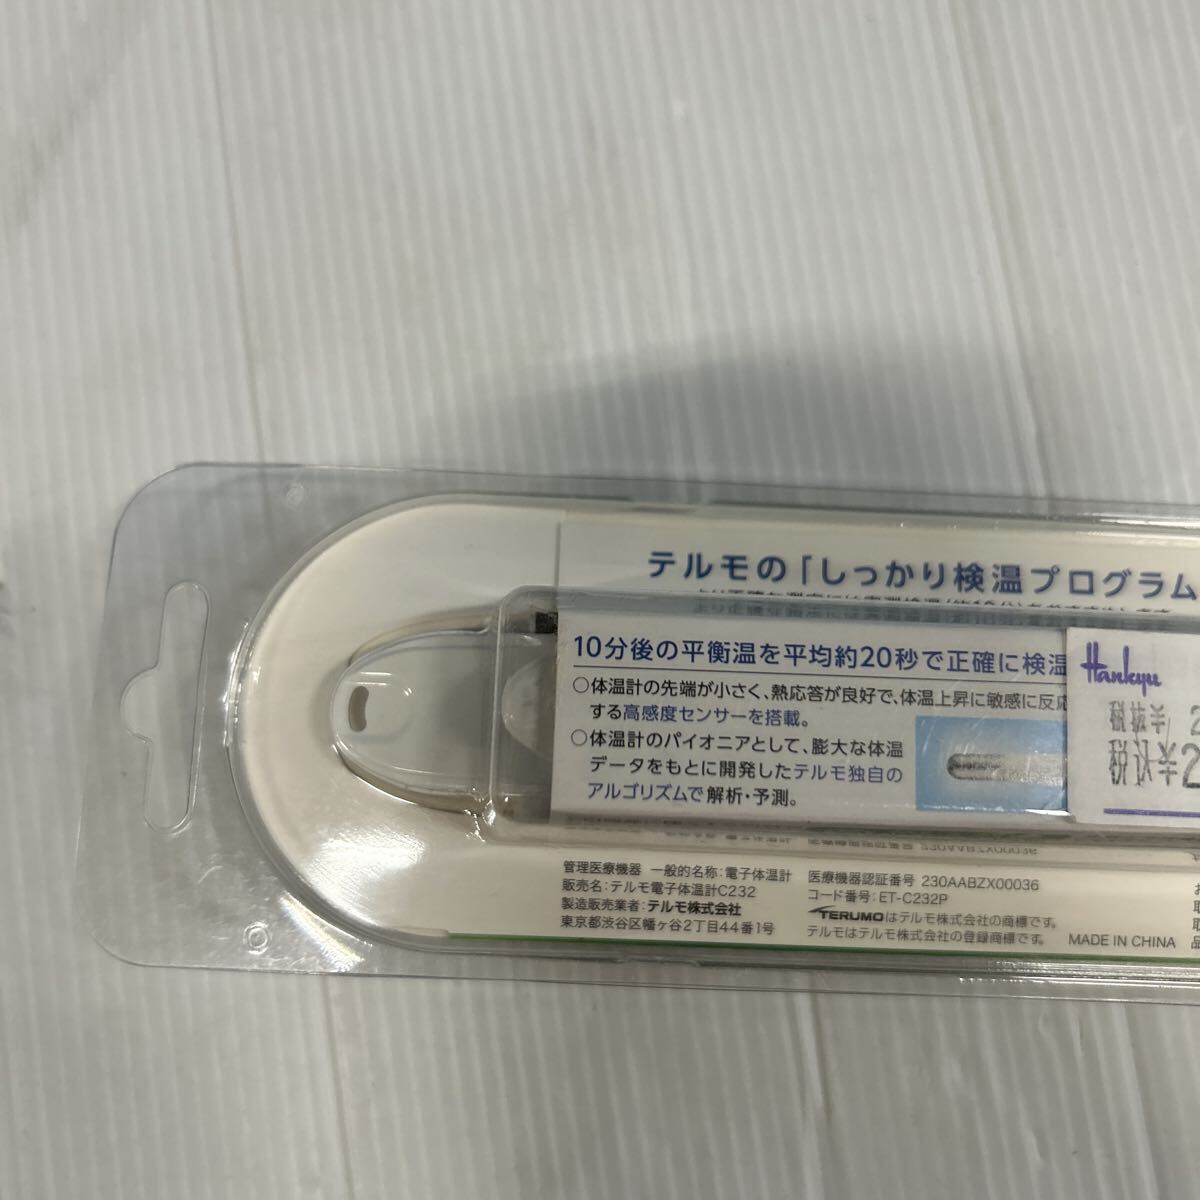 テルモの「しっかり検温プログラム
10分後の平衡温を平均約20秒で正確に検温
○体温計の先端が小さく、熱応答が良好で、体温上昇に敏感に反応
する高感度センサーを搭載。
○体温計のパイオニアとして、膨大な体温
データをもとに開発したテルモ独自の
アルゴリズムで解析・予測。
Hankyu
税抜¥ 2
税込¥2
管理医療機器 一般的名称:電子体温計
販売名:テルモ電子体温計C232
製造販売業者:テルモ株式会社
東京都渋谷区幡ヶ谷2丁目44番1号
医療機器認証番号 230AABZX00036
コード番号:ET-C232P
TERUMOはテルモ株式会社の商標です。
テルモはテルモ株式会社の登録商標です。
MADE IN CHINA
お
取
取
品